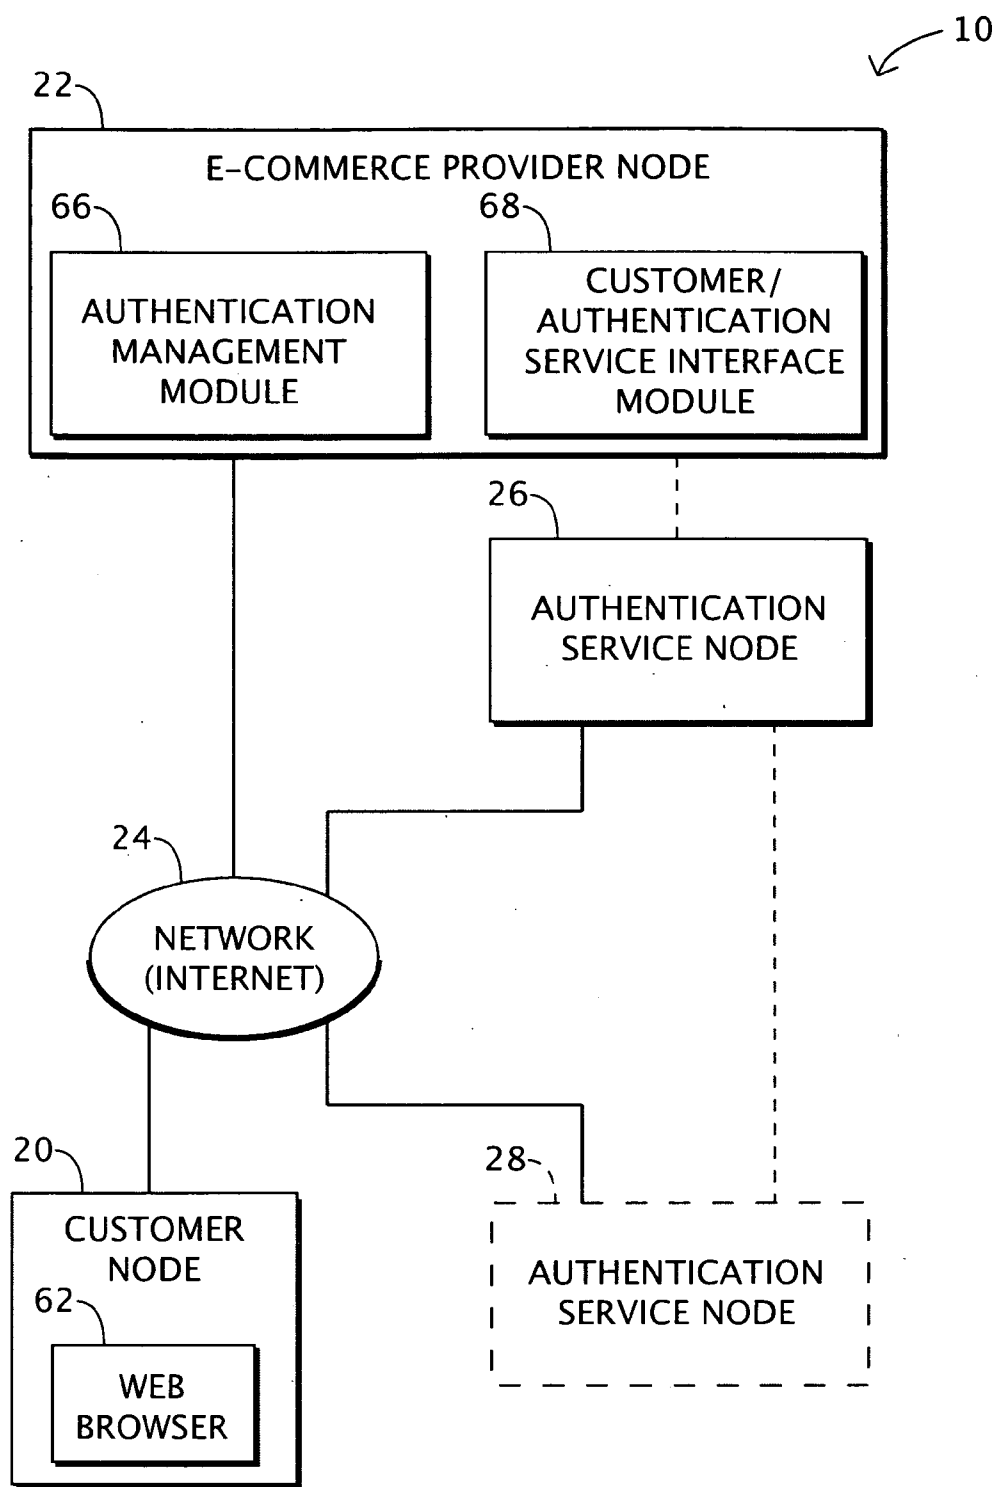 10
22
E-COMMERCE PROVIDER NODE
66
68
AUTHENTICATION
MANAGEMENT
MODULE
CUSTOMER/
AUTHENTICATION
SERVICE INTERFACE
MODULE
26
AUTHENTICATION
SERVICE NODE
24
NETWORK
(INTERNET)
20
CUSTOMER
NODE
62
WEB
BROWSER
28
AUTHENTICATION
SERVICE NODE